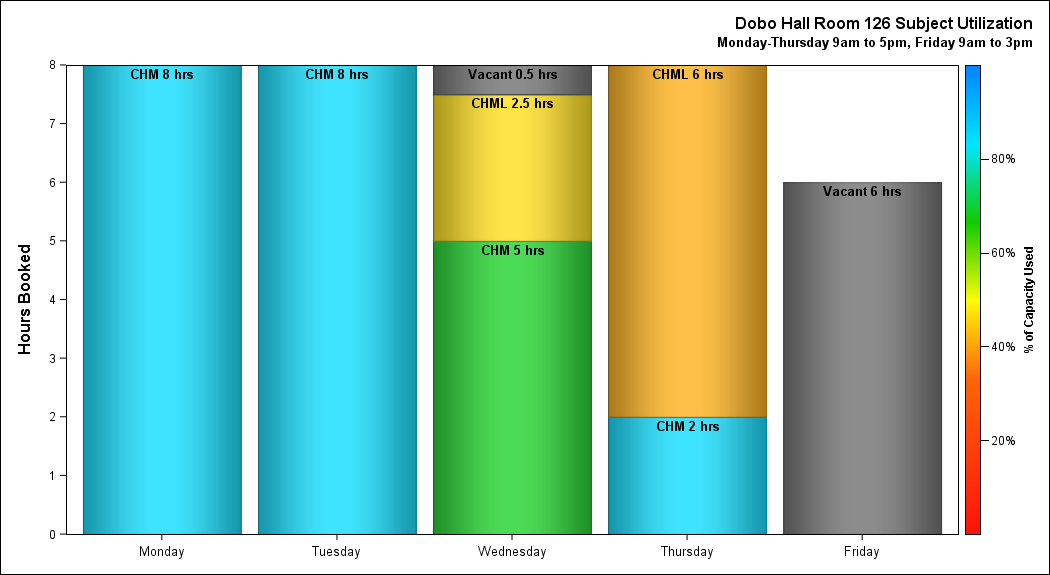 Dobo Hall Room 126 Subject Utilization
Monday-Thursday 9am to 5pm, Friday 9am to 3pm
Hours Booked
8
7
6
5
4
3
2
1
0
CHM 8 hrs
CHM 8 hrs
Vacant 0.5 hrs
CHML 2.5 hrs
CHM 5 hrs
CHML 6 hrs
CHM 2 hrs
Vacant 6 hrs
Monday
Tuesday
Wednesday
Thursday
Friday
80%
60%
40%
20%
% of Capacity Used